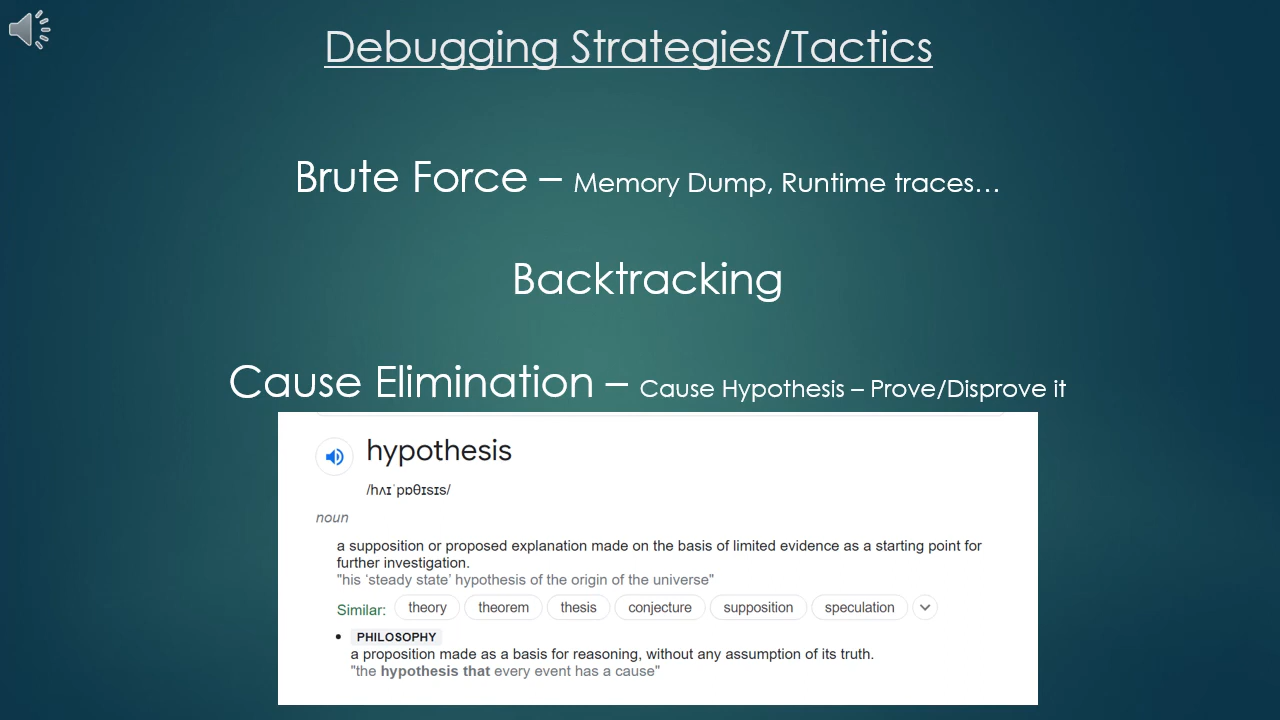 Debugging Strategies/Tactics
Brute Force – Memory Dump, Runtime traces…
Backtracking
Cause Elimination – Cause Hypothesis – Prove/Disprove it
hypothesis
/hʌɪˈpɒθɪsɪs/
noun
a supposition or proposed explanation made on the basis of limited evidence as a starting point for
further investigation.
"his ‘steady state’ hypothesis of the origin of the universe"
Similar: theory theorem thesis conjecture supposition speculation
• PHILOSOPHY
a proposition made as a basis for reasoning, without any assumption of its truth.
"the hypothesis that every event has a cause"